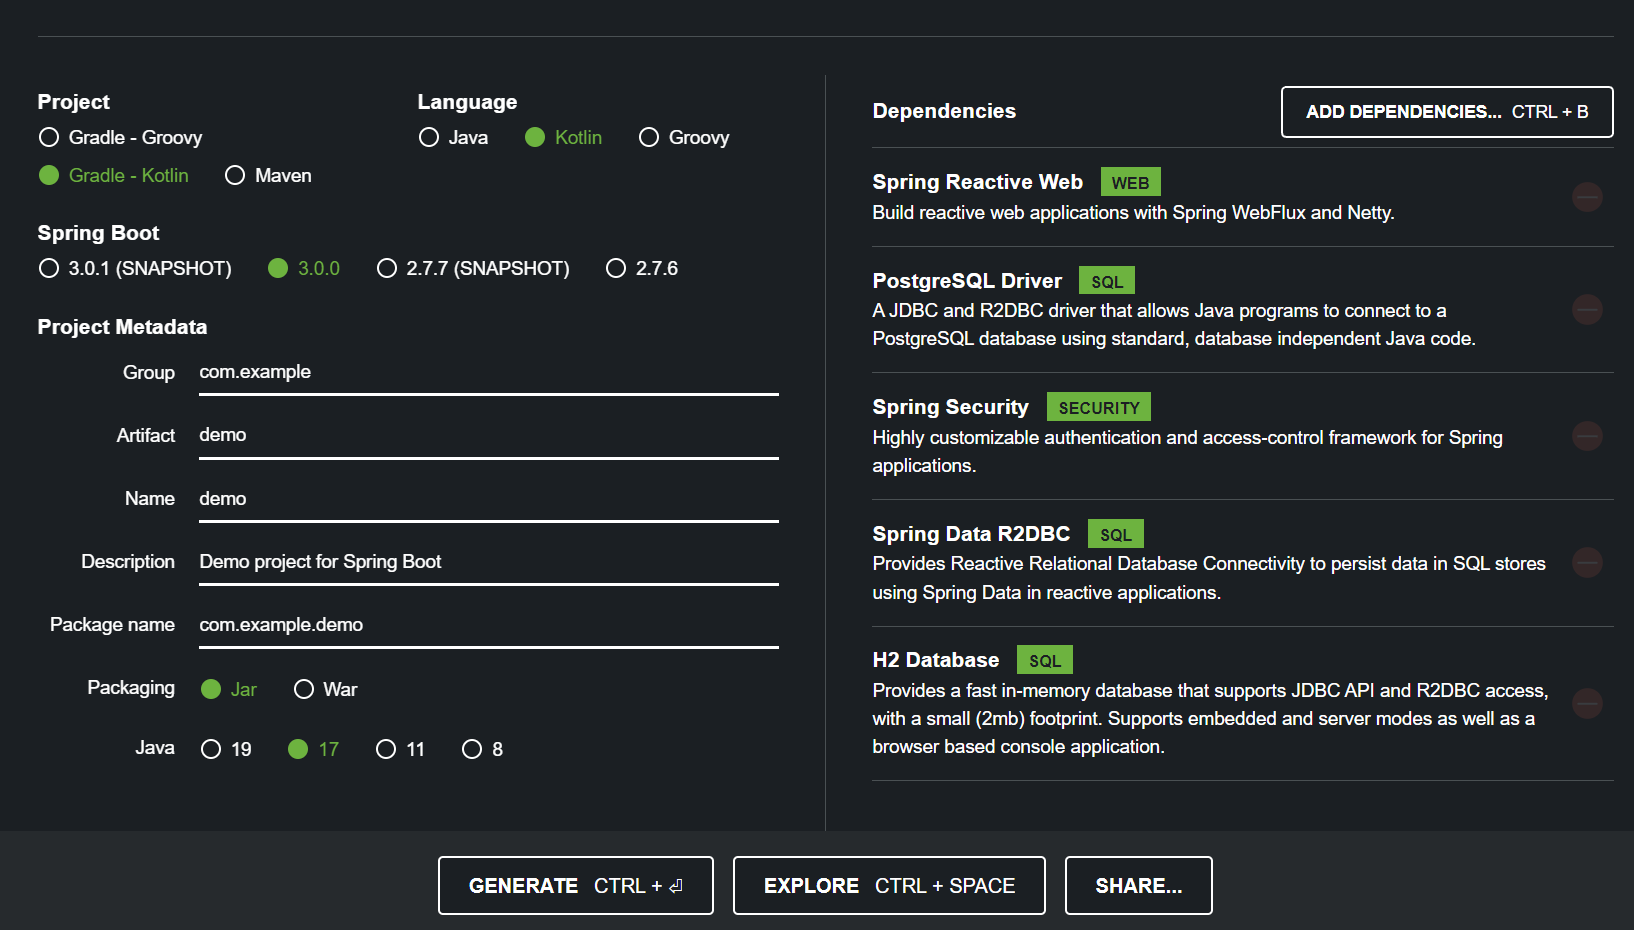 Project
Gradle - Groovy
Gradle - Kotlin Maven
Language
Java Kotlin Groovy
Spring Boot
3.0.1 (SNAPSHOT) 3.0.0 2.7.7 (SNAPSHOT) 2.7.6
Project Metadata
Group com.example
Artifact demo
Name demo
Description Demo project for Spring Boot
Package name com.example.demo
Packaging Jar War
Java 19 17 11 8
Dependencies
ADD DEPENDENCIES... CTRL + B
Spring Reactive Web WEB
Build reactive web applications with Spring WebFlux and Netty.
PostgreSQL Driver SQL
A JDBC and R2DBC driver that allows Java programs to connect to a
PostgreSQL database using standard, database independent Java code.
Spring Security SECURITY
Highly customizable authentication and access-control framework for Spring
applications.
Spring Data R2DBC SQL
Provides Reactive Relational Database Connectivity to persist data in SQL stores
using Spring Data in reactive applications.
H2 Database SQL
Provides a fast in-memory database that supports JDBC API and R2DBC access,
with a small (2mb) footprint. Supports embedded and server modes as well as a
browser based console application.
GENERATE CTRL + ⏎ EXPLORE CTRL + SPACE SHARE...